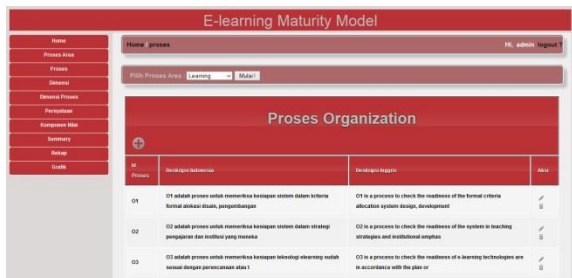 E-learning Maturity Model
Home
Proses Area
Proses
Dimensi
Dimensi Proses
Pernyataan
Komponen Nilai
Summary
Rekap
Grafik
Home / proses
Hi, admin logout ?
Pilih Proses Area Learning Mulai!
Proses Organization
Id Proses Deskripsi Indonesia Deskripsi Inggris Aksi
O1 O1 adalah proses untuk memeriksa kesiapan sistem dalam kriteria O1 is a process to check the readiness of the formal criteria
formal alokasi disain, pengembangan allocation system design, development
O2 O2 adalah proses untuk memeriksa kesiapan sistem dalam strategi O2 is a process to check the readiness of the system in teaching
pengajaran dan institusi yang meneka strategies and institutional emphas
O3 O3 adalah proses untuk memeriksa kesiapan teknologi elearning sudah O3 is a process to check the readiness of e-learning technologies are
sesuai dengan perencanaan atas t in accordance with the plan or